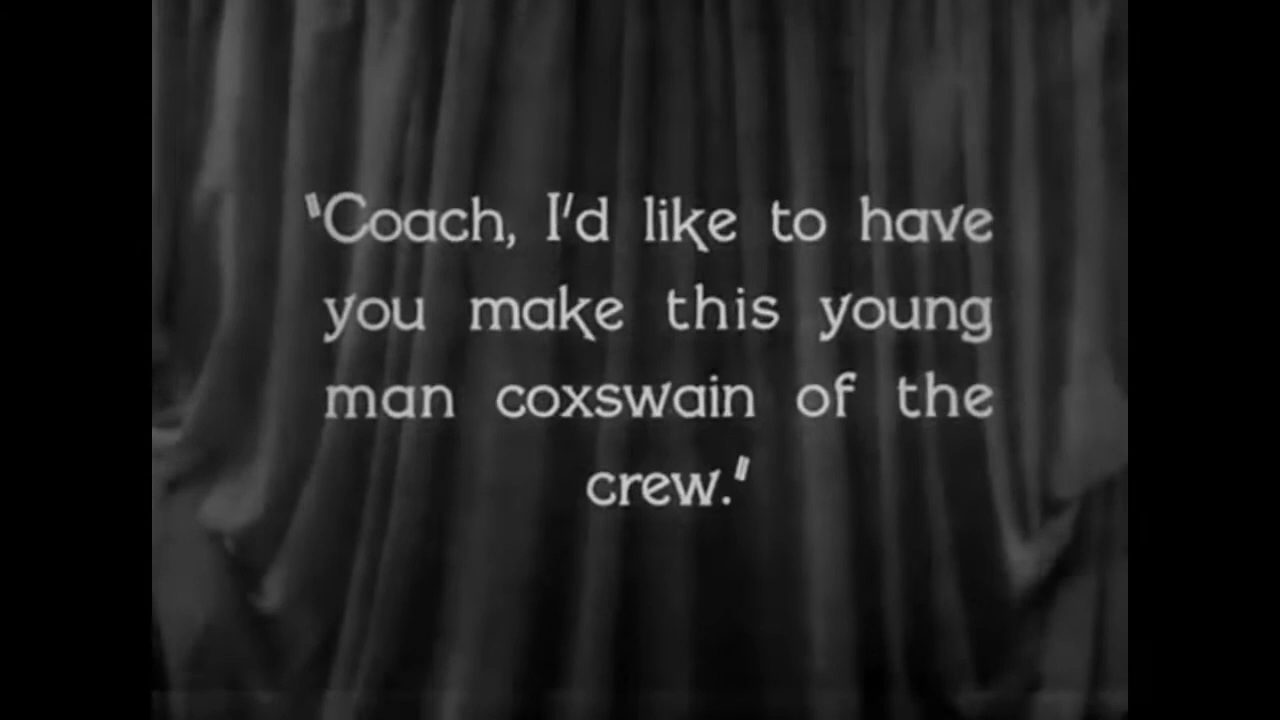 "Coach, I'd like to have
you make this young
man coxswain of the
crew."